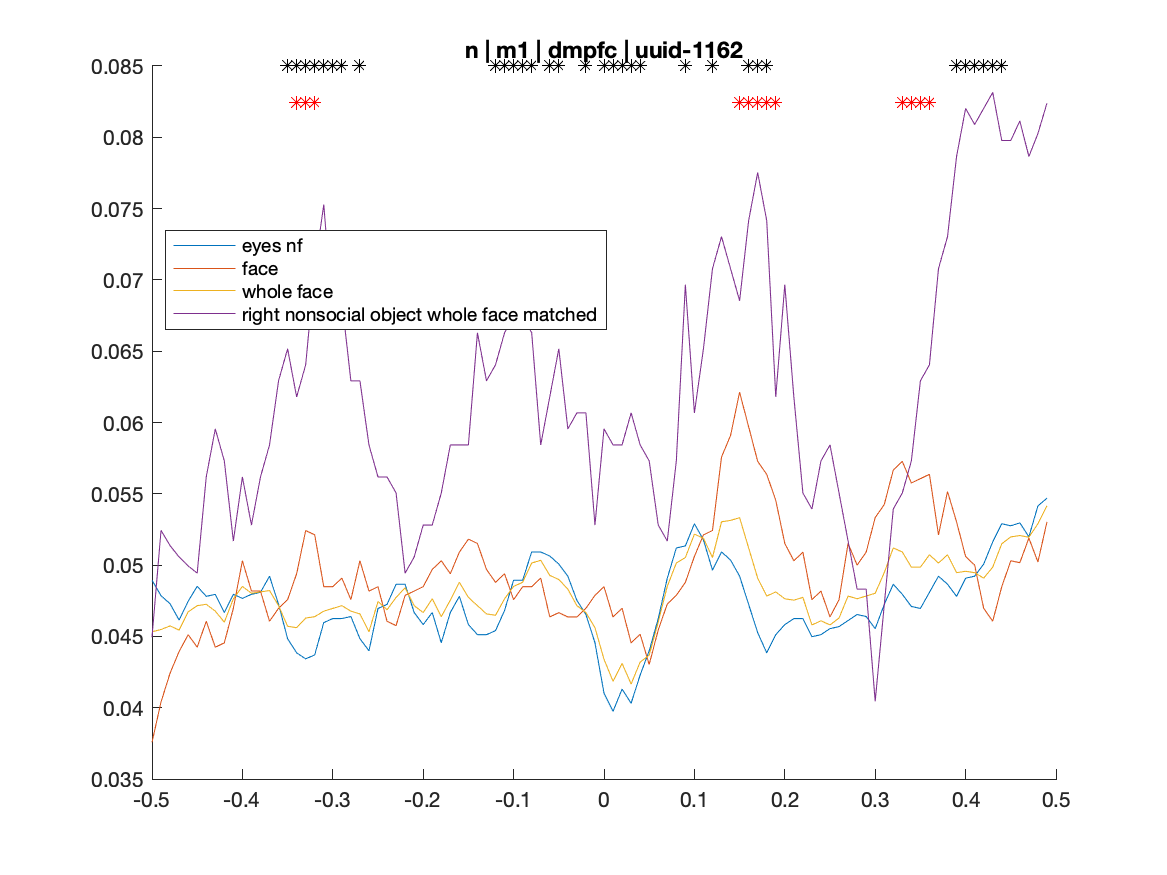 n | m1 | dmpfc | uuid-1162
0.085
0.08
0.075
0.07
0.065
0.06
0.055
0.05
0.045
0.04
0.035
eyes nf
face
whole face
right nonsocial object whole face matched
-0.5 -0.4 -0.3 -0.2 -0.1 0 0.1 0.2 0.3 0.4 0.5